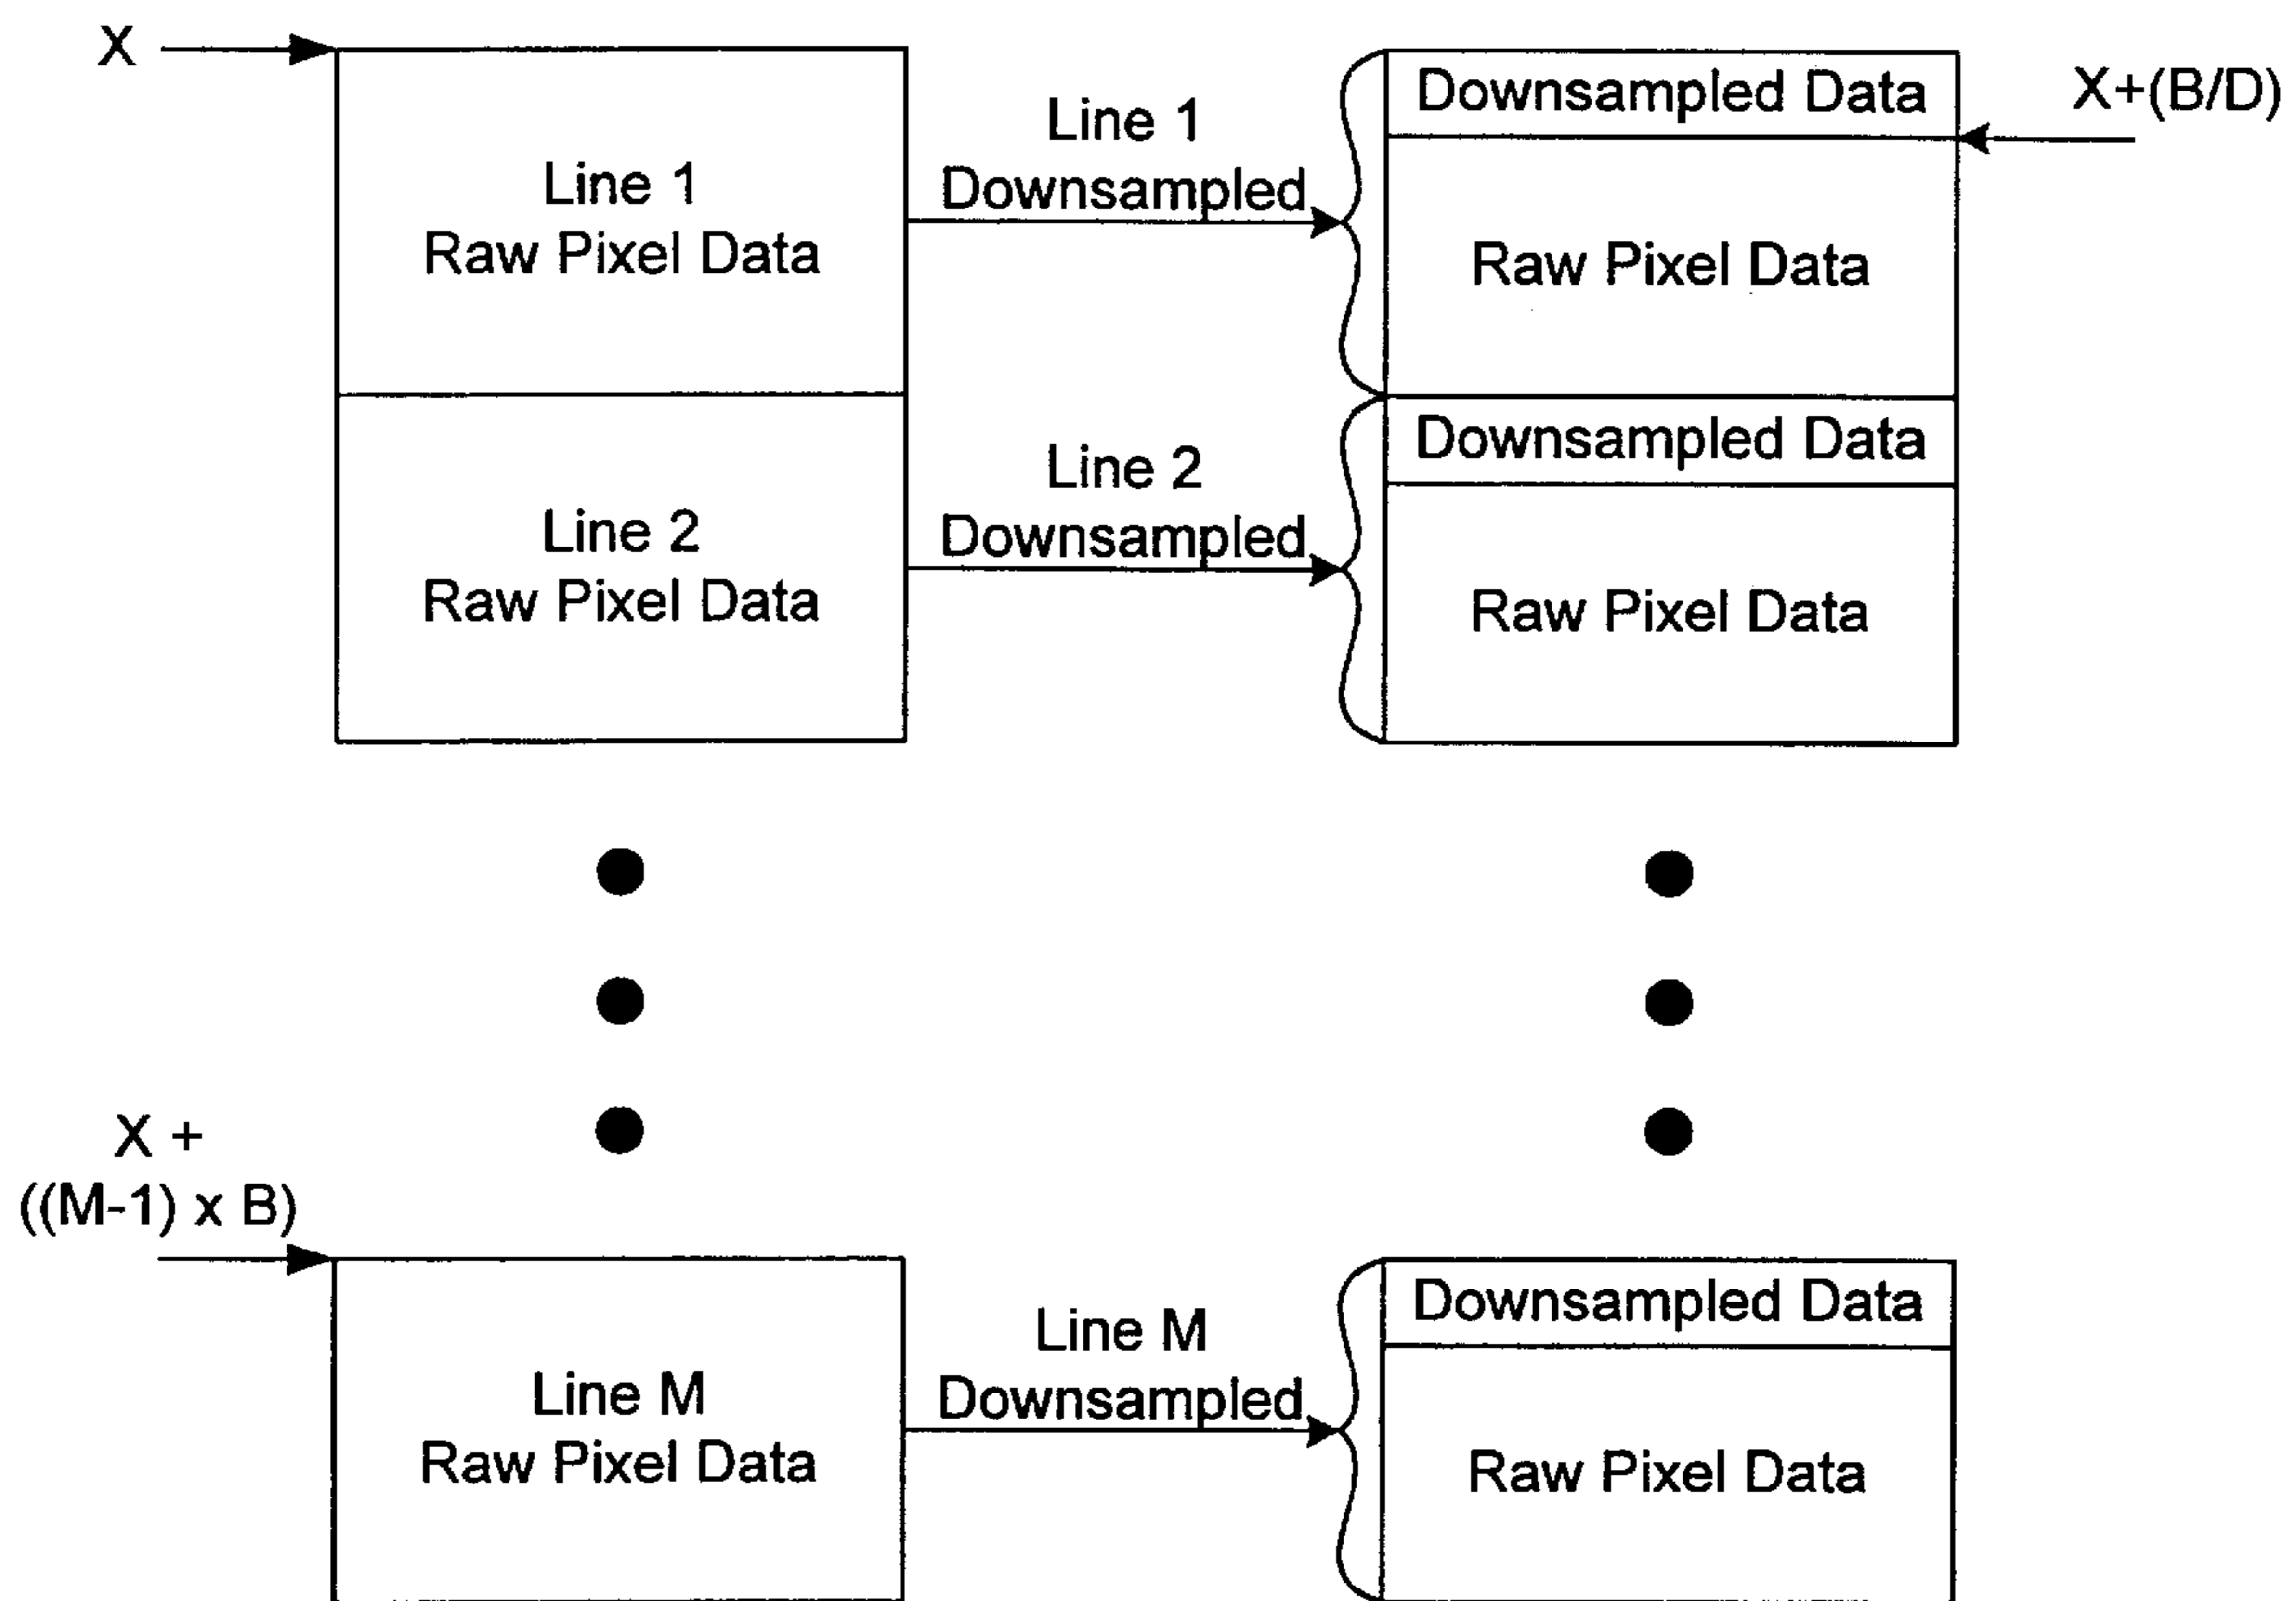 X
Line 1
Raw Pixel Data
Line 1
Downsampled
Downsampled Data
X+(B/D)
Raw Pixel Data
Line 2
Raw Pixel Data
Line 2
Downsampled
Downsampled Data
Raw Pixel Data
X +
((M-1) x B)
Line M
Raw Pixel Data
Line M
Downsampled
Downsampled Data
Raw Pixel Data